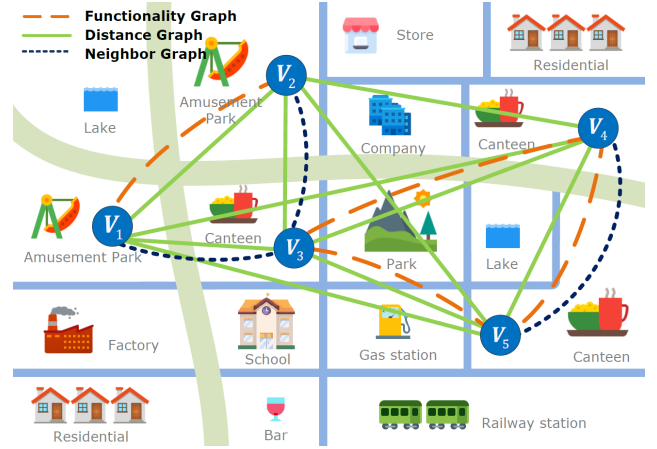 Functionality Graph
Distance Graph
Neighbor Graph
Store
Residential
V2
Amusement
Park
Lake
Company
Canteen
V4
V1
Canteen
V3
Amusement Park
Park
Lake
Factory
School
Gas station
V5
Canteen
Residential
Bar
Railway station